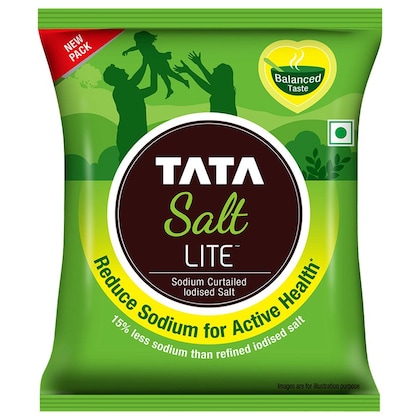 NEW
PACK
Balanced
Taste
TATA
Salt
LITE™
Sodium Curtailed
Iodised Salt
Reduce Sodium for Active Health*
15% less sodium than refined iodised salt
Images are for illustration purpose